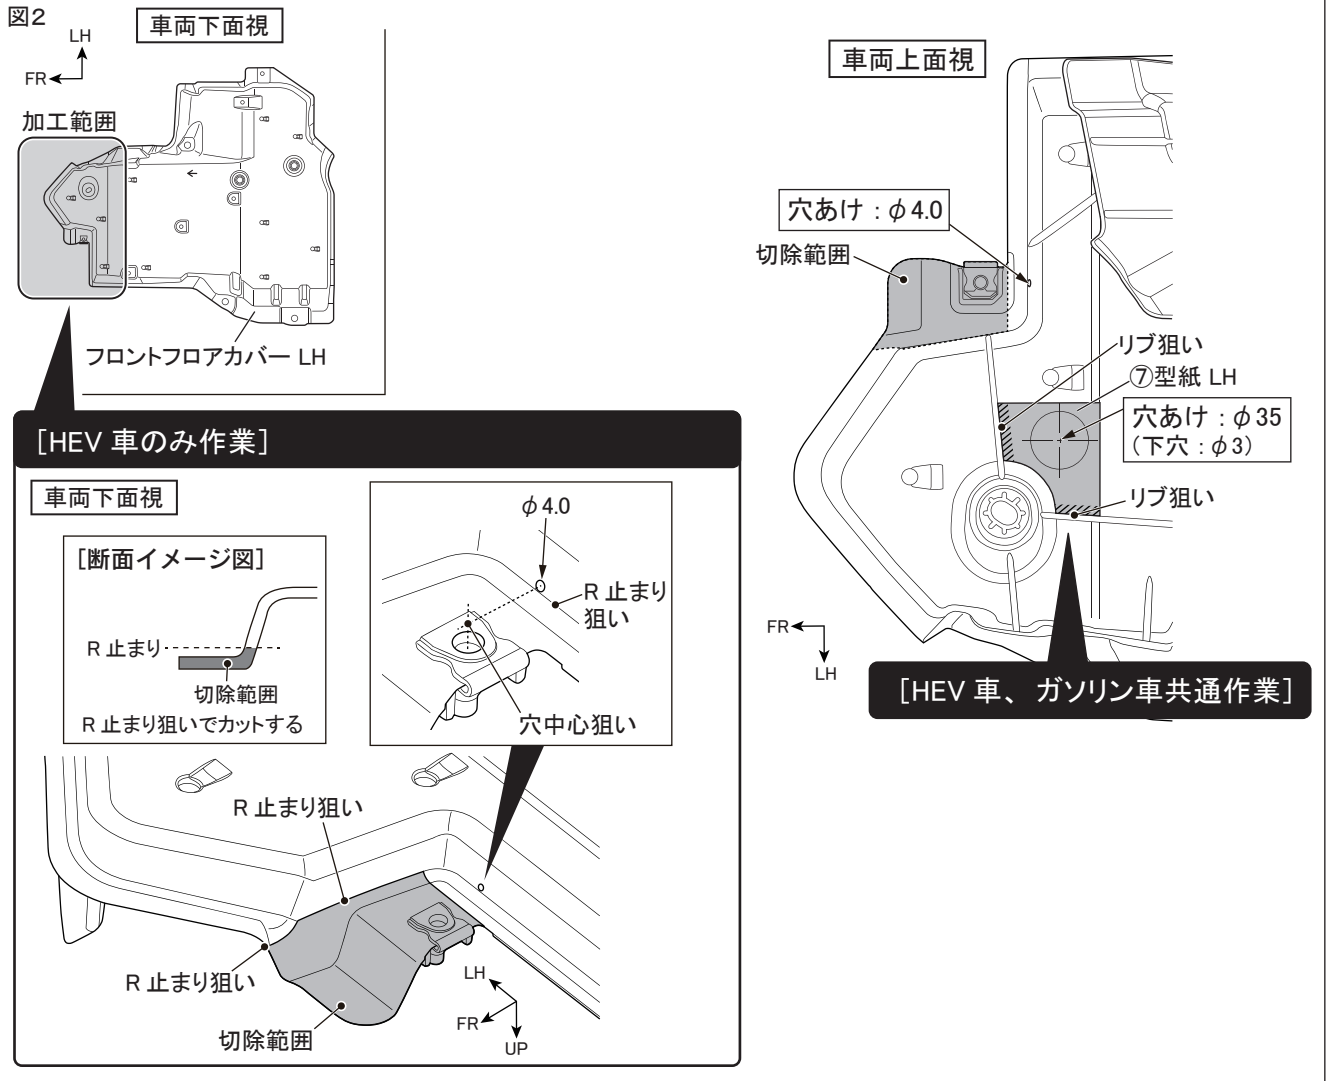 図2
車両下面視
LH
FR
加工範囲
フロントフロアカバー LH
[HEV 車のみ作業]
車両下面視
[断面イメージ図]
R 止まり
切除範囲
R 止まり狙いでカットする
φ4.0
R 止まり
狙い
穴中心狙い
R 止まり狙い
R 止まり狙い
切除範囲
LH
FR
UP
車両上面視
穴あけ：φ4.0
切除範囲
リブ狙い
⑦型紙 LH
穴あけ：φ35
（下穴：φ3）
リブ狙い
FR
LH
[HEV 車、ガソリン車共通作業]